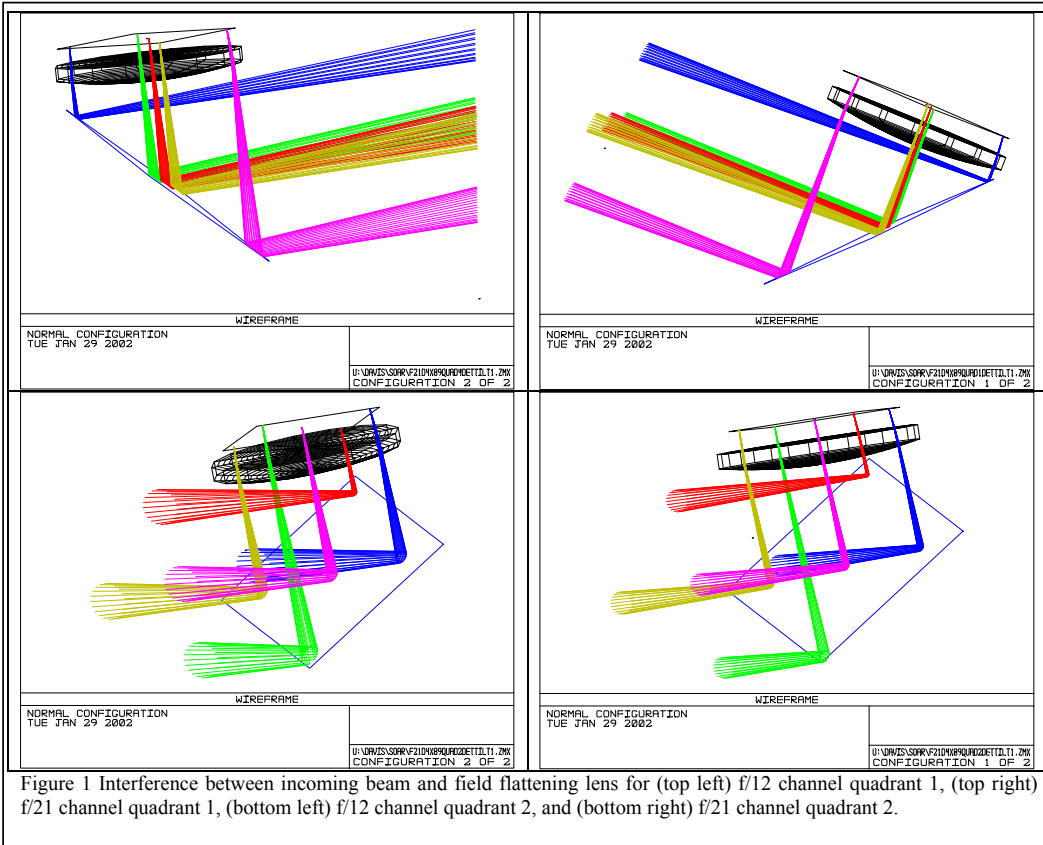 WIREFRAME
NORMAL CONFIGURATION
TUE JAN 29 2002
U:\DAVIS\SOAR\F21D4X89QUAD4DETTILT1.ZMX
CONFIGURATION 2 OF 2
WIREFRAME
NORMAL CONFIGURATION
TUE JAN 29 2002
U:\DAVIS\SOAR\F21D4X89QUAD1DETTILT1.ZMX
CONFIGURATION 1 OF 2
WIREFRAME
NORMAL CONFIGURATION
TUE JAN 29 2002
U:\DAVIS\SOAR\F21D4X89QUAD2DETTILT1.ZMX
CONFIGURATION 2 OF 2
WIREFRAME
NORMAL CONFIGURATION
TUE JAN 29 2002
U:\DAVIS\SOAR\F21D4X89QUAD2DETTILT1.ZMX
CONFIGURATION 1 OF 2
Figure 1 Interference between incoming beam and field flattening lens for (top left) f/12 channel quadrant 1, (top right)
f/21 channel quadrant 1, (bottom left) f/12 channel quadrant 2, and (bottom right) f/21 channel quadrant 2.